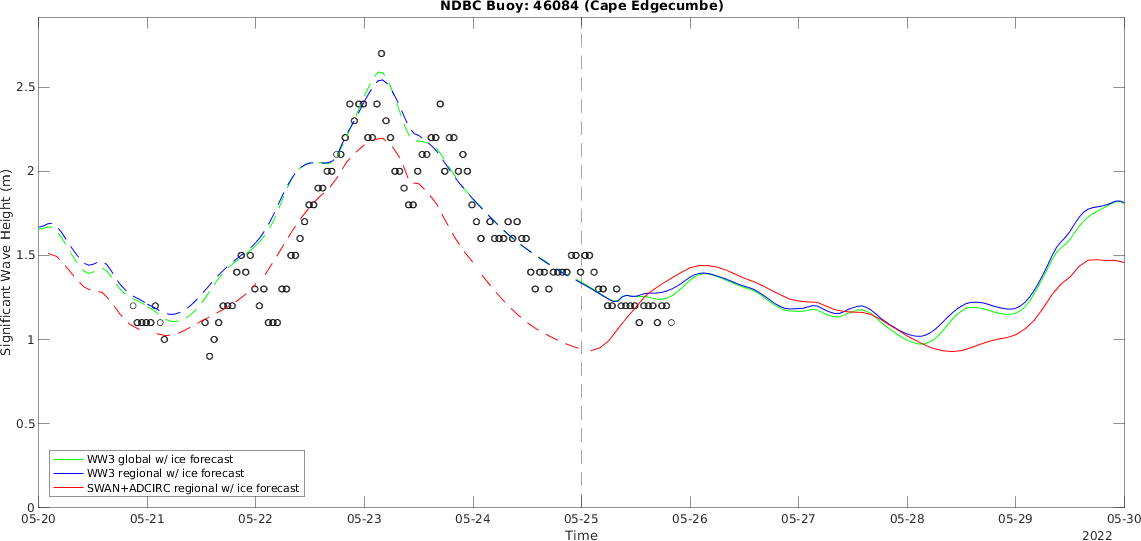 NDBC Buoy: 46084 (Cape Edgecumbe)
Significant Wave Height (m)
2.5
2
1.5
1
0.5
0
WW3 global w/ ice forecast
WW3 regional w/ ice forecast
SWAN+ADCIRC regional w/ ice forecast
05-20 05-21 05-22 05-23 05-24 05-25 05-26 05-27 05-28 05-29 05-30
Time
2022